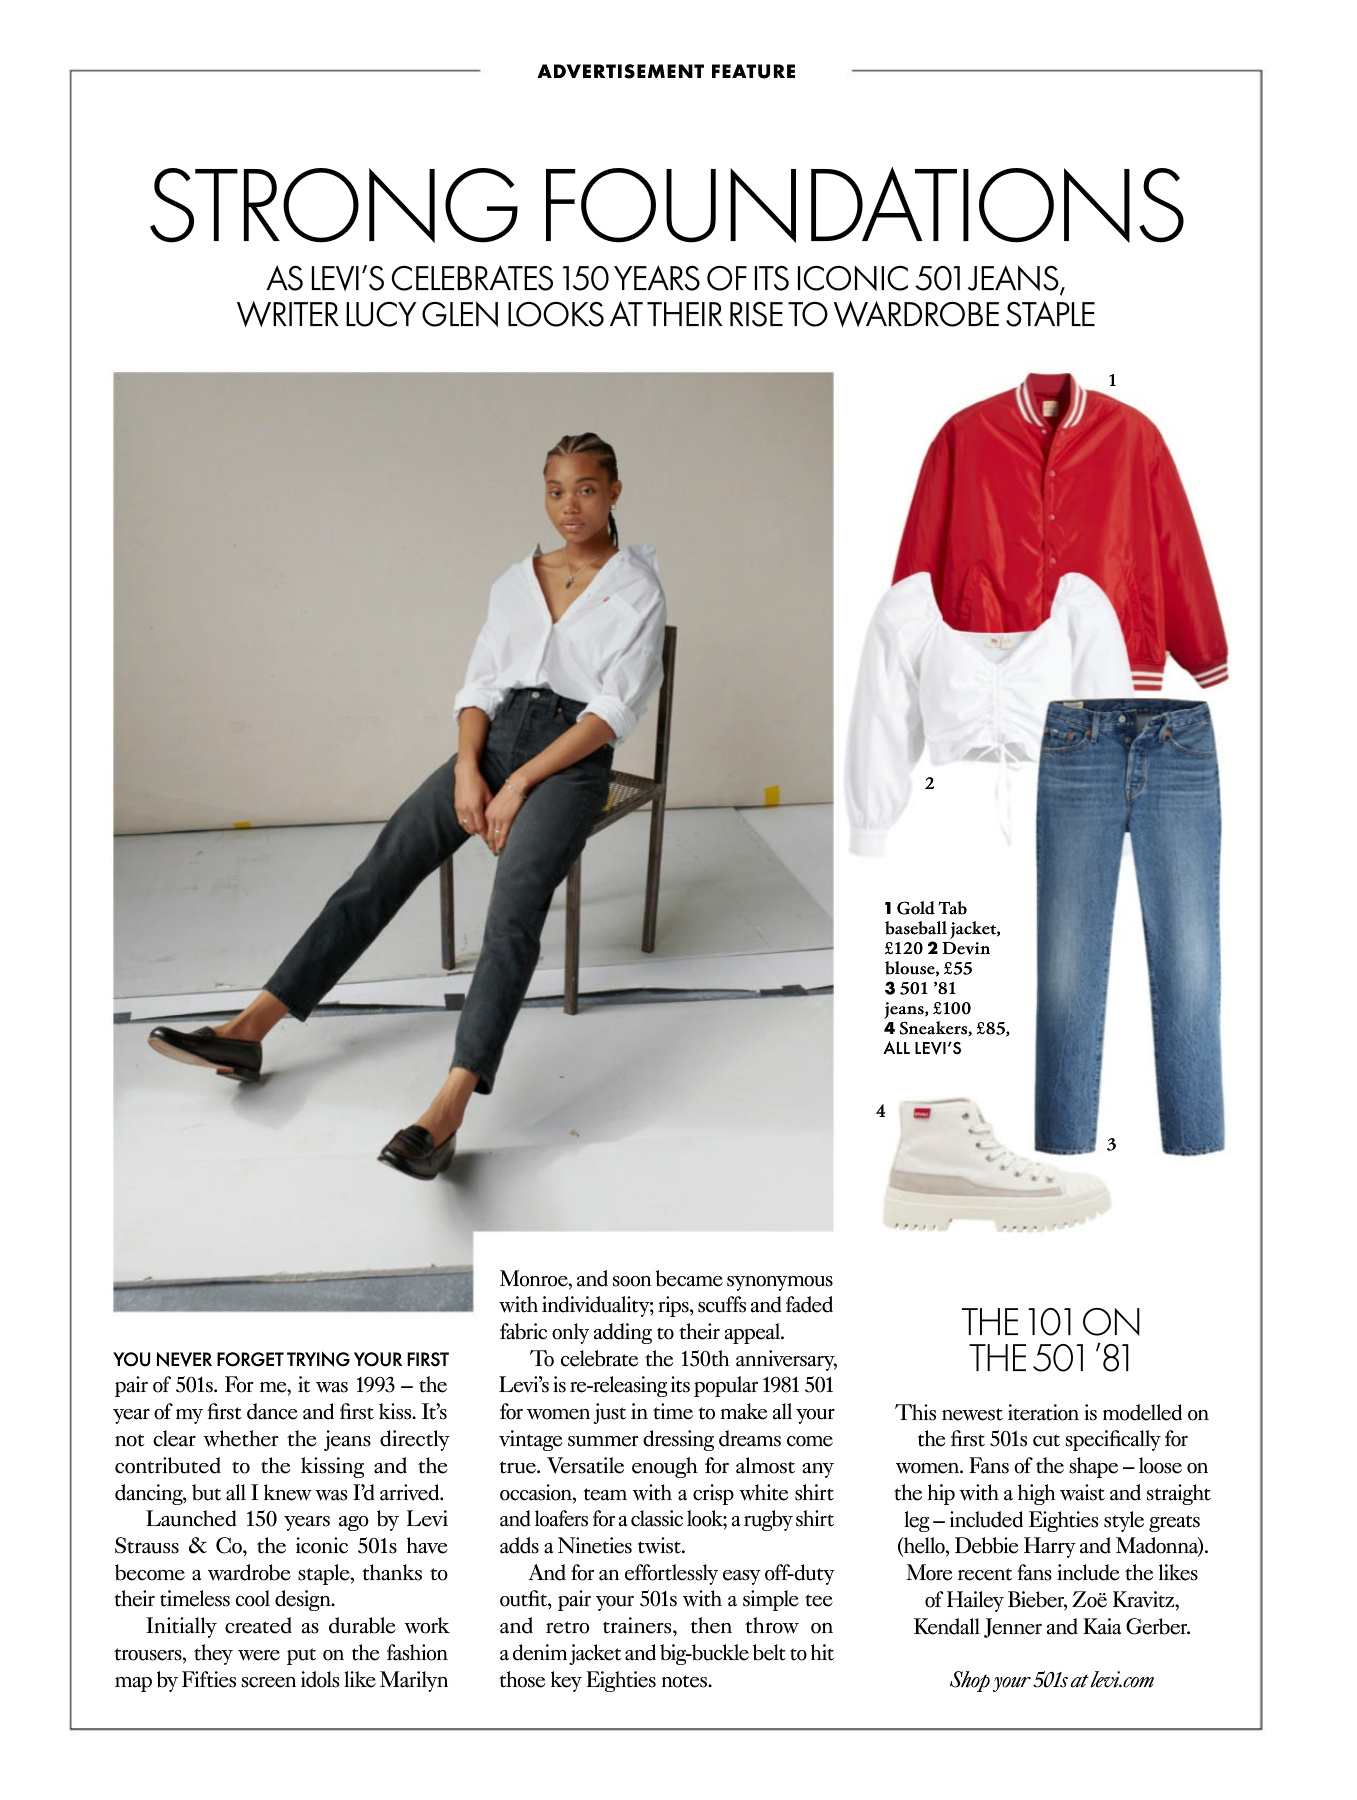 ADVERTISEMENT FEATURE
STRONG FOUNDATIONS
AS LEVI’S CELEBRATES 150 YEARS OF ITS ICONIC 501 JEANS,
WRITER LUCY GLEN LOOKS AT THEIR RISE TO WARDROBE STAPLE
1
2
1 Gold Tab
baseball jacket,
£120 2 Devin
blouse, £55
3 501 ’81
jeans, £100
4 Sneakers, £85,
ALL LEVI’S
4
3
YOU NEVER FORGET TRYING YOUR FIRST
pair of 501s. For me, it was 1993 – the
year of my first dance and first kiss. It’s
not clear whether the jeans directly
contributed to the kissing and the
dancing, but all I knew was I’d arrived.
Launched 150 years ago by Levi
Strauss & Co, the iconic 501s have
become a wardrobe staple, thanks to
their timeless cool design.
Initially created as durable work
trousers, they were put on the fashion
map by Fifties screen idols like Marilyn
Monroe, and soon became synonymous
with individuality; rips, scuffs and faded
fabric only adding to their appeal.
To celebrate the 150th anniversary,
Levi’s is re-releasing its popular 1981 501
for women just in time to make all your
vintage summer dressing dreams come
true. Versatile enough for almost any
occasion, team with a crisp white shirt
and loafers for a classic look; a rugby shirt
adds a Nineties twist.
And for an effortlessly easy off-duty
outfit, pair your 501s with a simple tee
and retro trainers, then throw on
a denim jacket and big-buckle belt to hit
those key Eighties notes.
THE 101 ON
THE 501 ’81
This newest iteration is modelled on
the first 501s cut specifically for
women. Fans of the shape – loose on
the hip with a high waist and straight
leg – included Eighties style greats
(hello, Debbie Harry and Madonna).
More recent fans include the likes
of Hailey Bieber, Zoë Kravitz,
Kendall Jenner and Kaia Gerber.
Shop your 501s at levi.com